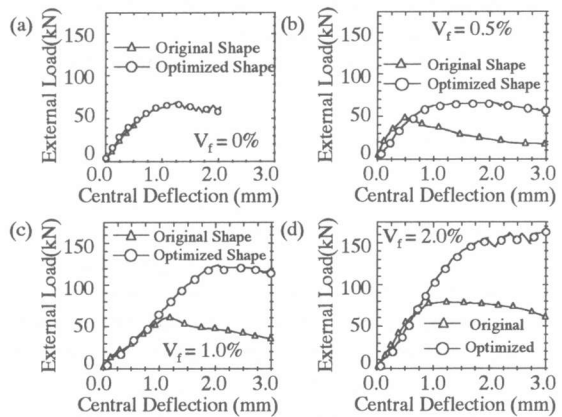 (a)
External Load(kN)
150
100
50
0
Original Shape
Optimized Shape
V_f = 0%
0.0 1.0 2.0 3.0
Central Deflection (mm)
(b)
External Load(kN)
150
100
50
0
V_f = 0.5%
Original Shape
Optimized Shape
0.0 1.0 2.0 3.0
Central Deflection (mm)
(c)
External Load(kN)
150
100
50
0
Original Shape
Optimized Shape
V_f = 1.0%
0.0 1.0 2.0 3.0
Central Deflection (mm)
(d)
External Load(kN)
150
100
50
0
V_f = 2.0%
Original
Optimized
0.0 1.0 2.0 3.0
Central Deflection (mm)